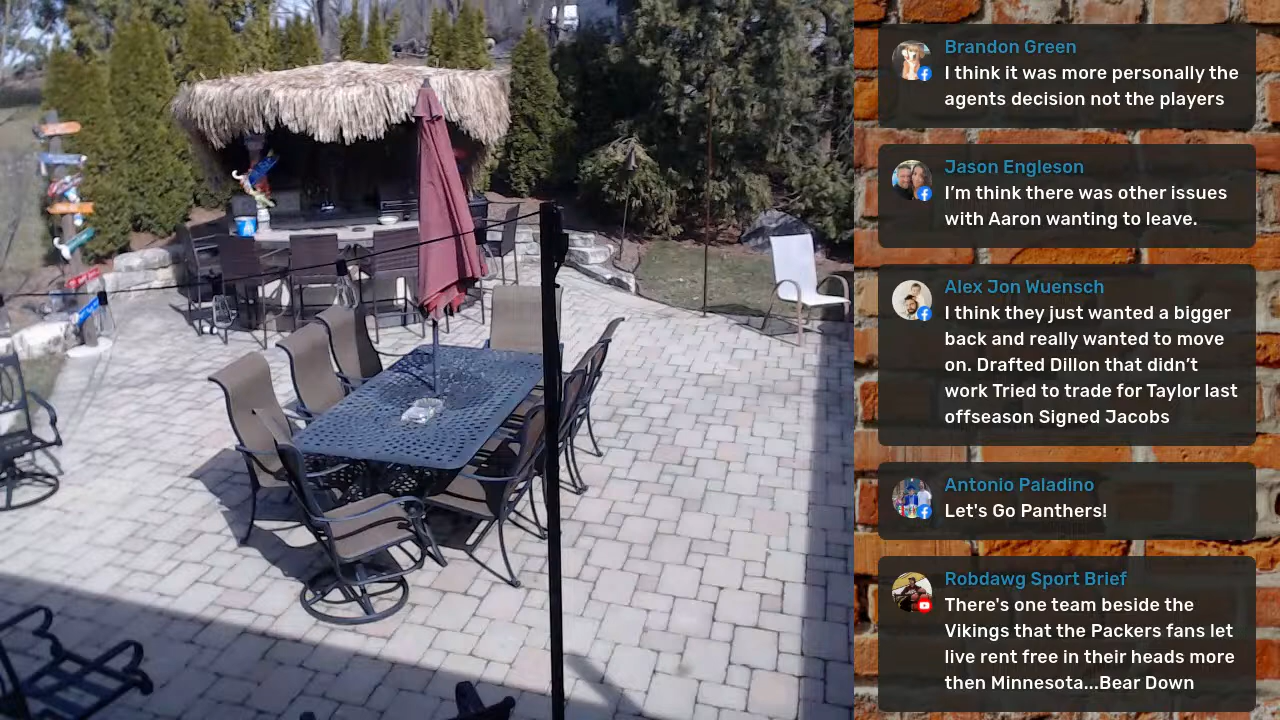 Brandon Green
I think it was more personally the
agents decision not the players
Jason Engleson
I’m think there was other issues
with Aaron wanting to leave.
Alex Jon Wuensch
I think they just wanted a bigger
back and really wanted to move
on. Drafted Dillon that didn’t
work Tried to trade for Taylor last
offseason Signed Jacobs
Antonio Paladino
Let's Go Panthers!
Robdawg Sport Brief
There's one team beside the
Vikings that the Packers fans let
live rent free in their heads more
then Minnesota...Bear Down